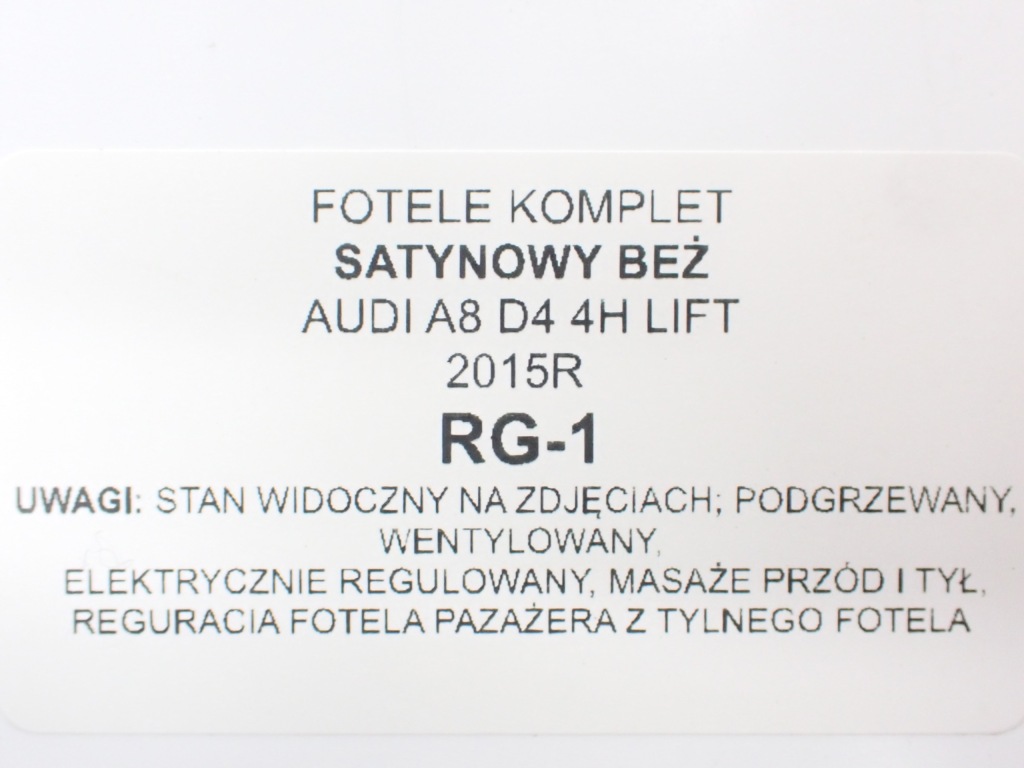 FOTELE KOMPLET
SATYNOWY BEŻ
AUDI A8 D4 4H LIFT
2015R
RG-1
UWAGI: STAN WIDOCZNY NA ZDJĘCIACH; PODGRZEWANY,
WENTYLOWANY,
ELEKTRYCZNIE REGULOWANY, MASAŻE PRZÓD I TYŁ,
REGURACIA FOTELA PAZAŻERA Z TYLNEGO FOTELA